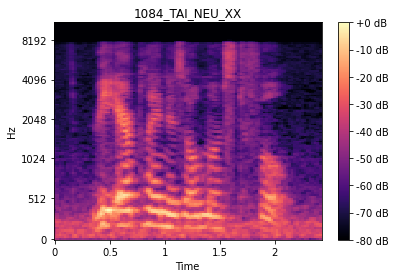 1084_TAI_NEU_XX
+0 dB
8192
-10 dB
4096
-20 dB
-30 dB
2048
-40 dB
Hz
1024
-50 dB
512
-60 dB
-70 dB
0
-80 dB
0 0.5 1 1.5 2
Time